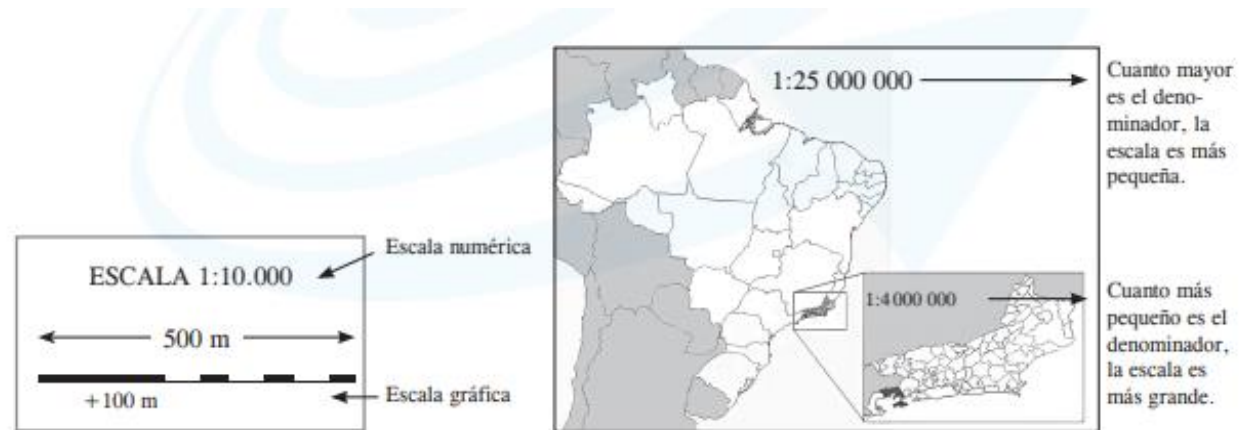 ESCALA 1:10.000
500 m
+100 m
Escala numérica
Escala gráfica
1:25 000 000
Cuanto mayor
es el deno-
minador, la
escala es más
pequeña.
1:4 000 000
Cuanto más
pequeño es el
denominador,
la escala es
más grande.